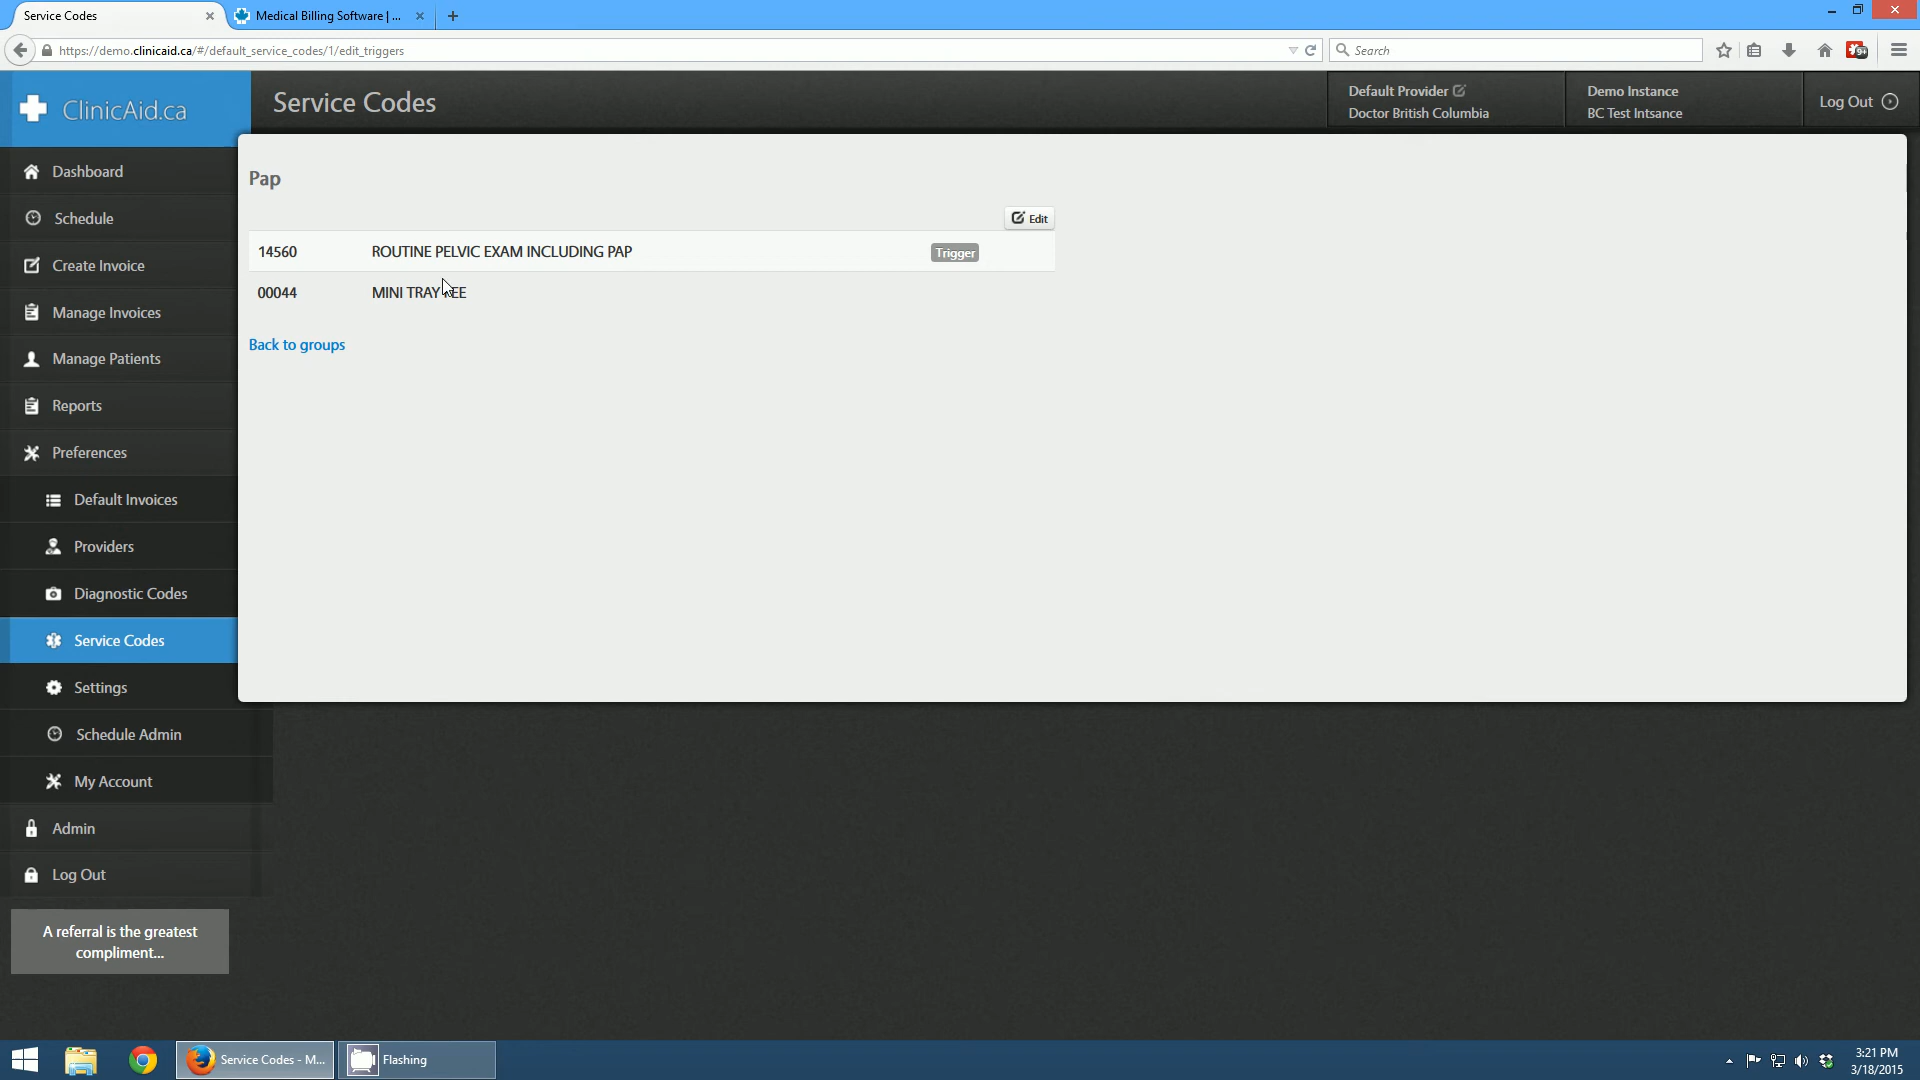 Service Codes
Medical Billing Software | ...
https://demo.clinicaid.ca/#/default_service_codes/1/edit_triggers
Search
9+
ClinicAid.ca
Service Codes
Default Provider
Doctor British Columbia
Demo Instance
BC Test Intsance
Log Out
Dashboard
Schedule
Create Invoice
Manage Invoices
Manage Patients
Reports
Preferences
Default Invoices
Providers
Diagnostic Codes
Service Codes
Settings
Schedule Admin
My Account
Admin
Log Out
A referral is the greatest
compliment...
Pap
Edit
14560 ROUTINE PELVIC EXAM INCLUDING PAP Trigger
00044 MINI TRAY FEE
Back to groups
Service Codes - M...
Flashing
3:21 PM
3/18/2015